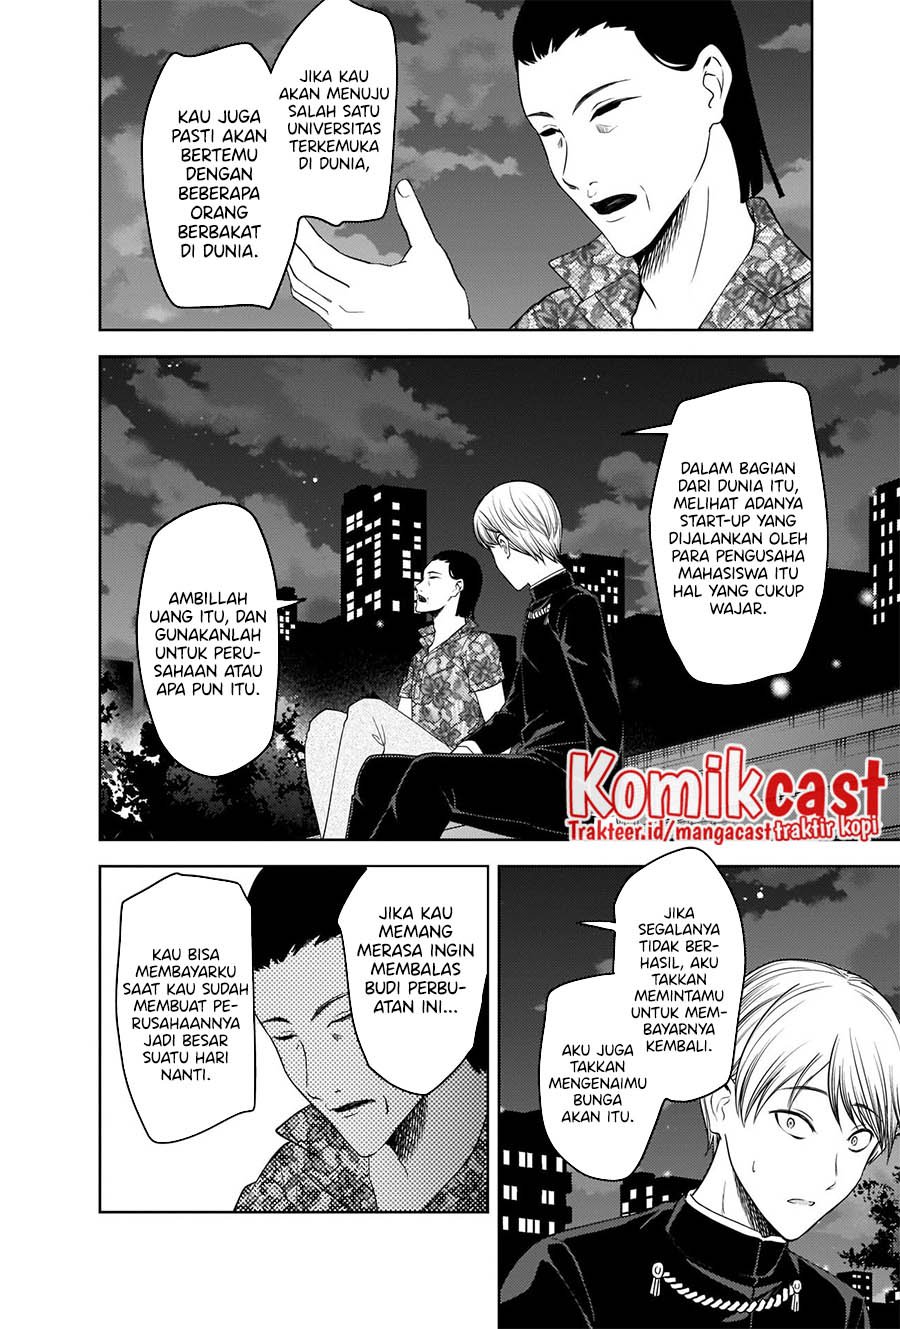 JIKA KAU
AKAN MENUJU
SALAH SATU
UNIVERSITAS
TERKEMUKA
DI DUNIA,
KAU JUGA
PASTI AKAN
BERTEMU
DENGAN
BEBERAPA
ORANG
BERBAKAT
DI DUNIA.
DALAM BAGIAN
DARI DUNIA ITU,
MELIHAT ADANYA
START-UP YANG
DIJALANKAN OLEH
PARA PENGUSAHA
MAHASISWA ITU
HAL YANG CUKUP
WAJAR.
AMBILLAH
UANG ITU, DAN
GUNAKANLAH
UNTUK PERU-
SAHAAN ATAU
APA PUN ITU.
Komikcast
Trakteer.id/mangacast traktir kopi
JIKA
SEGALANYA
TIDAK BER-
HASIL, AKU
TAKKAN
MEMINTAMU
UNTUK MEM-
BAYARNYA
KEMBALI.
AKU JUGA
TAKKAN
MENGENAIMU
BUNGA
AKAN ITU.
JIKA KAU
MEMANG
MERASA INGIN
MEMBALAS
BUDI PERBU-
ATAN INI...
KAU BISA
MEMBAYARKU
SAAT KAU SUDAH
MEMBUAT PE-
RUSAHAANNYA
JADI BESAR
SUATU HARI
NANTI.